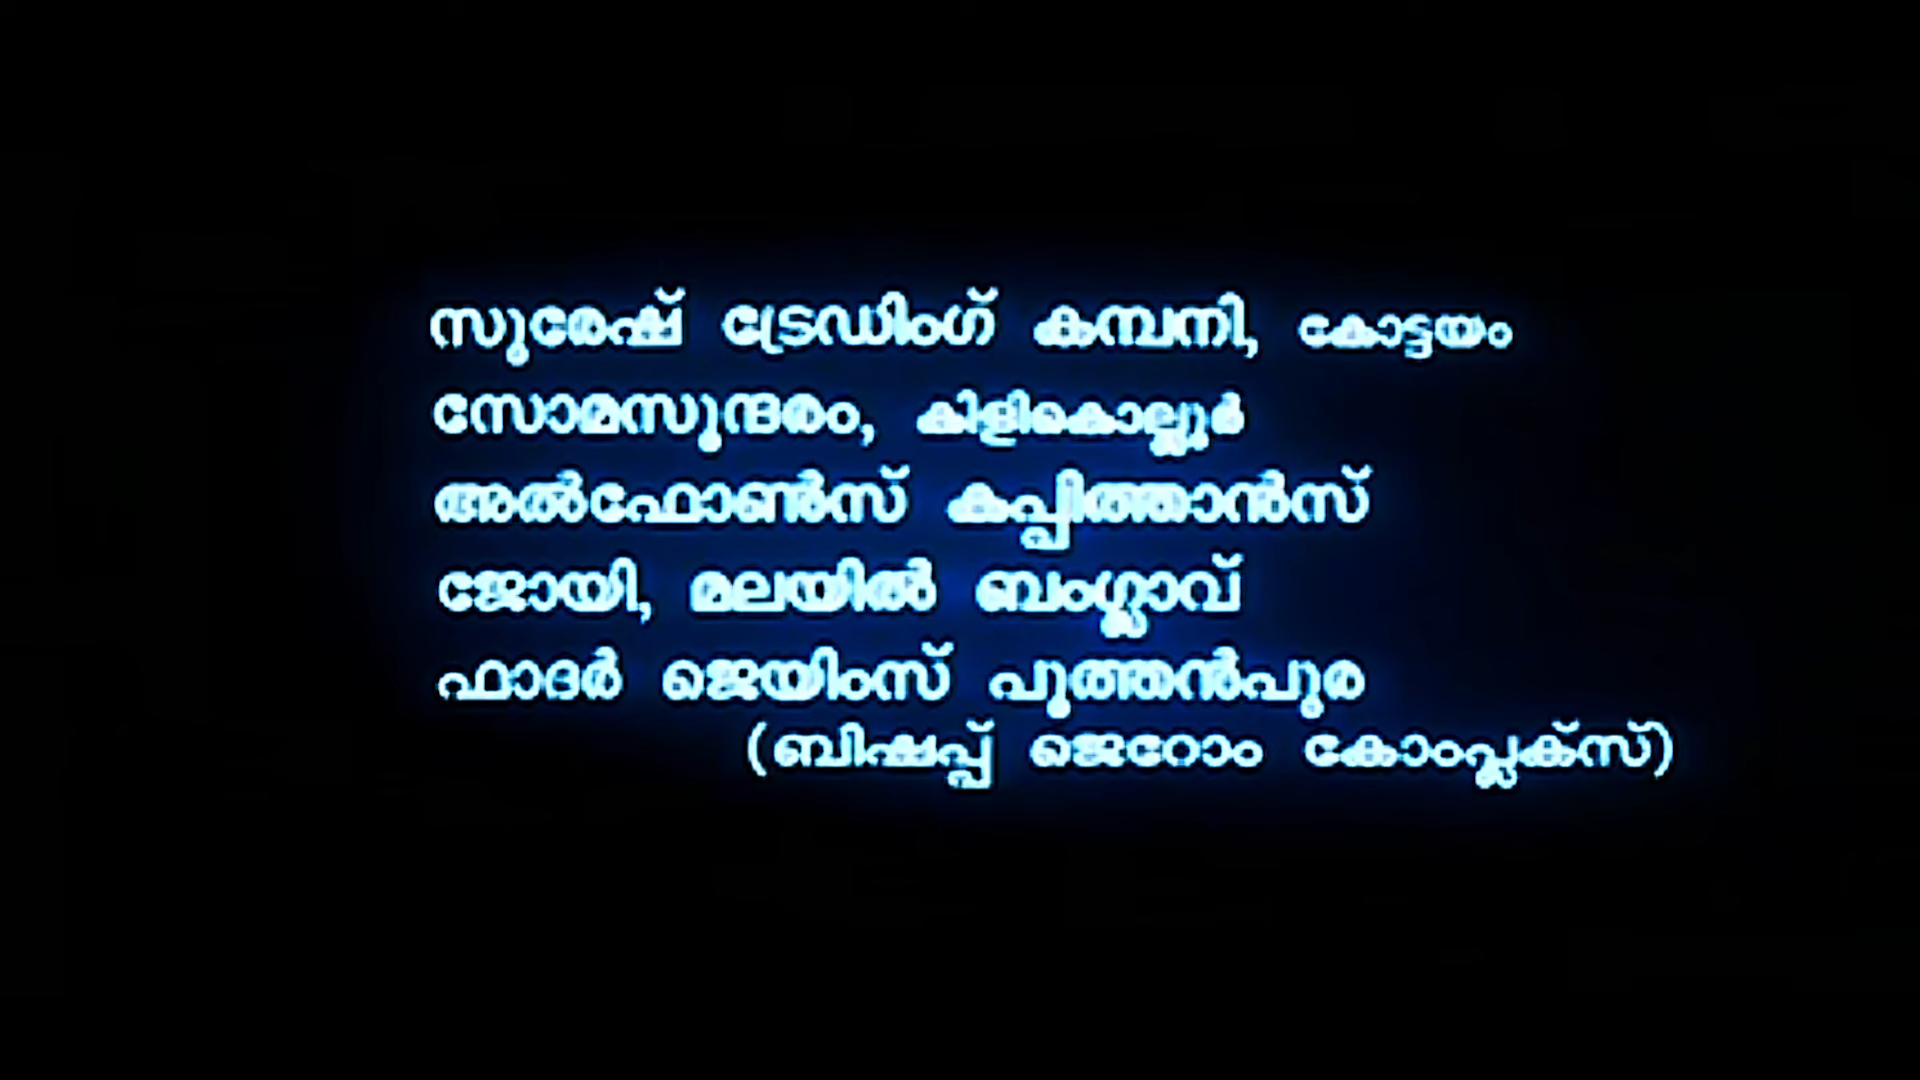 സുരേഷ് ട്രേഡിംഗ് കമ്പനി, കോട്ടയം
സോമസുന്ദരം, കിളികൊല്ലൂർ
അൽഫോൺസ് കപ്പിത്താൻസ്
ജോയി, മലയിൽ ബംഗ്ലാവ്
ഫാദർ ജെയിംസ് പുത്തൻപുര
(ബിഷപ്പ് ജെറോം കോംപ്ലക്സ്)